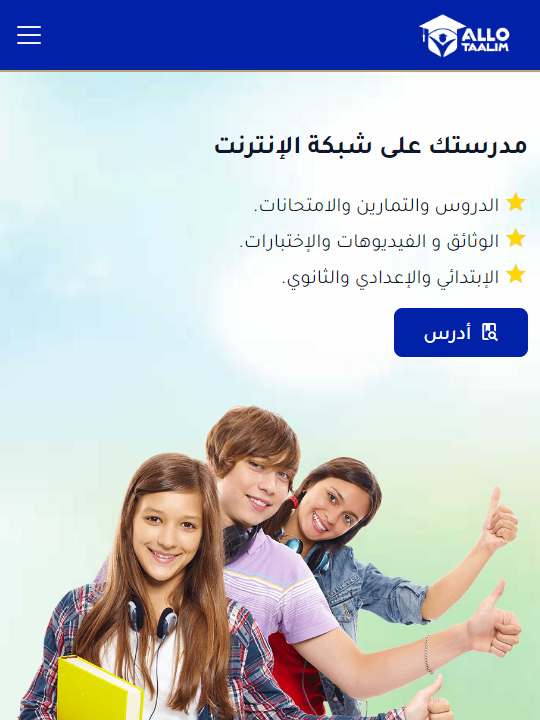 ALLO
TAALIM
مدرستك على شبكة الإنترنت
الدروس والتمارين والامتحانات.
الوثائق و الفيديوهات والإختبارات.
الإبتدائي والإعدادي والثانوي.
أدرس